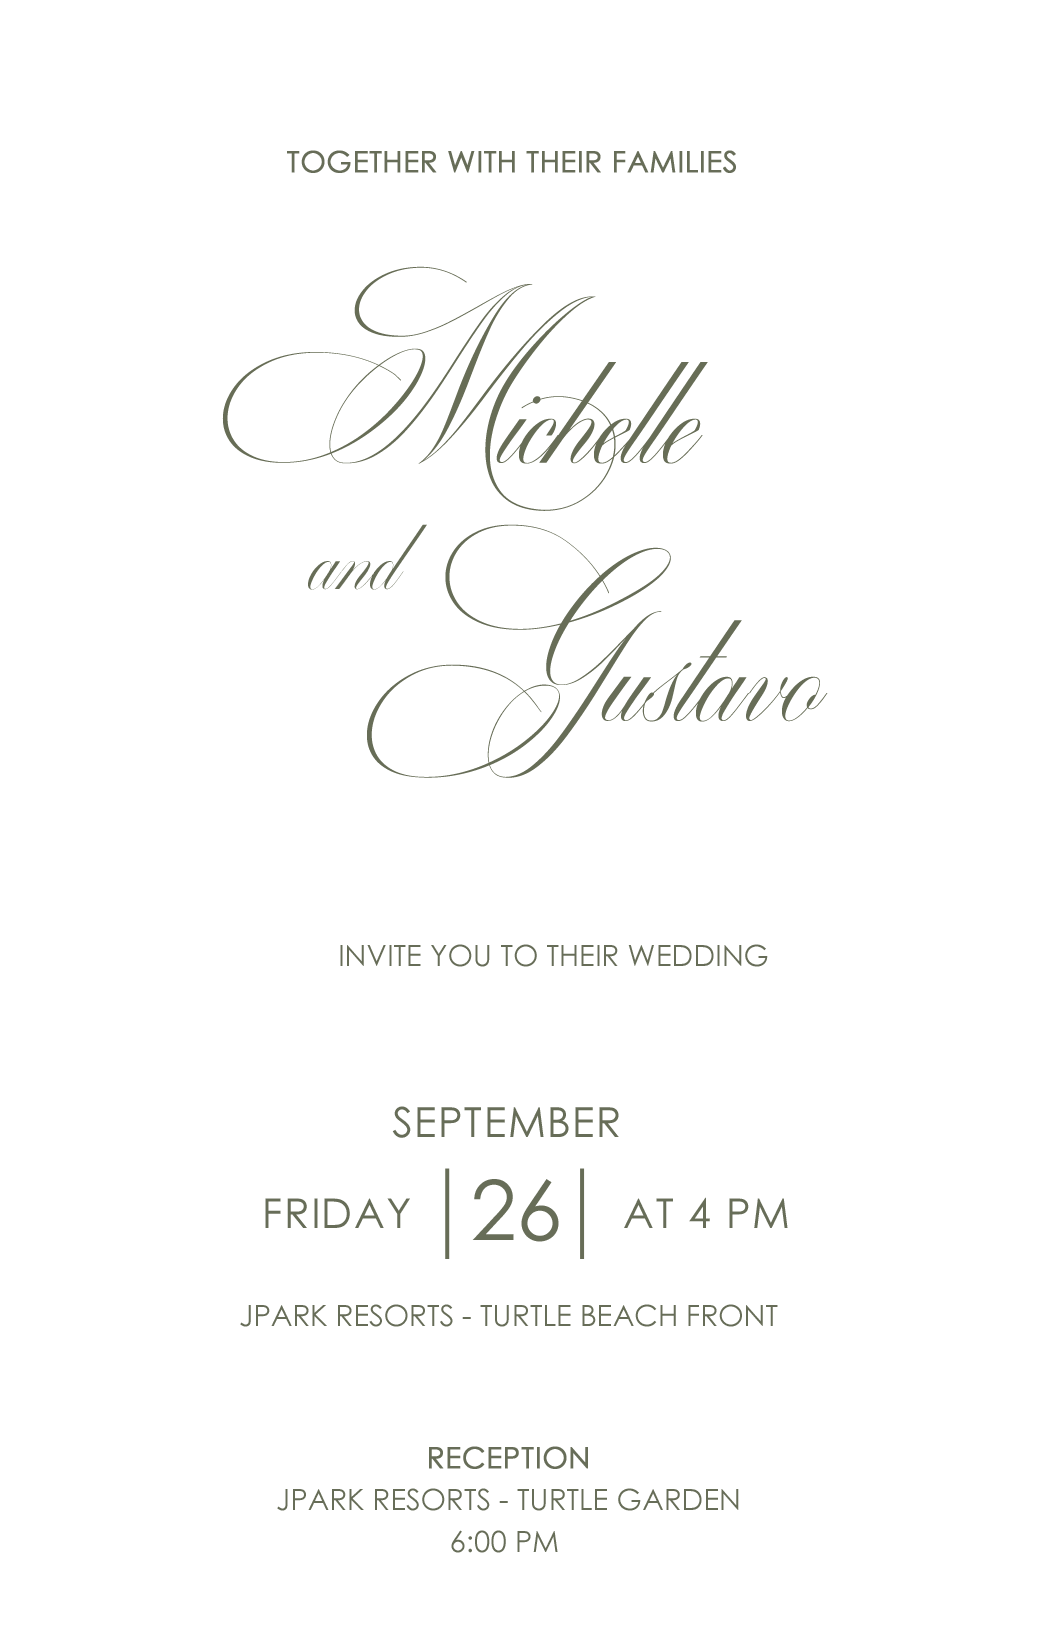 TOGETHER WITH THEIR FAMILIES
Michelle
and
Gustavo
INVITE YOU TO THEIR WEDDING
SEPTEMBER
FRIDAY | 26 | AT 4 PM
JPARK RESORTS - TURTLE BEACH FRONT
RECEPTION
JPARK RESORTS - TURTLE GARDEN
6:00 PM